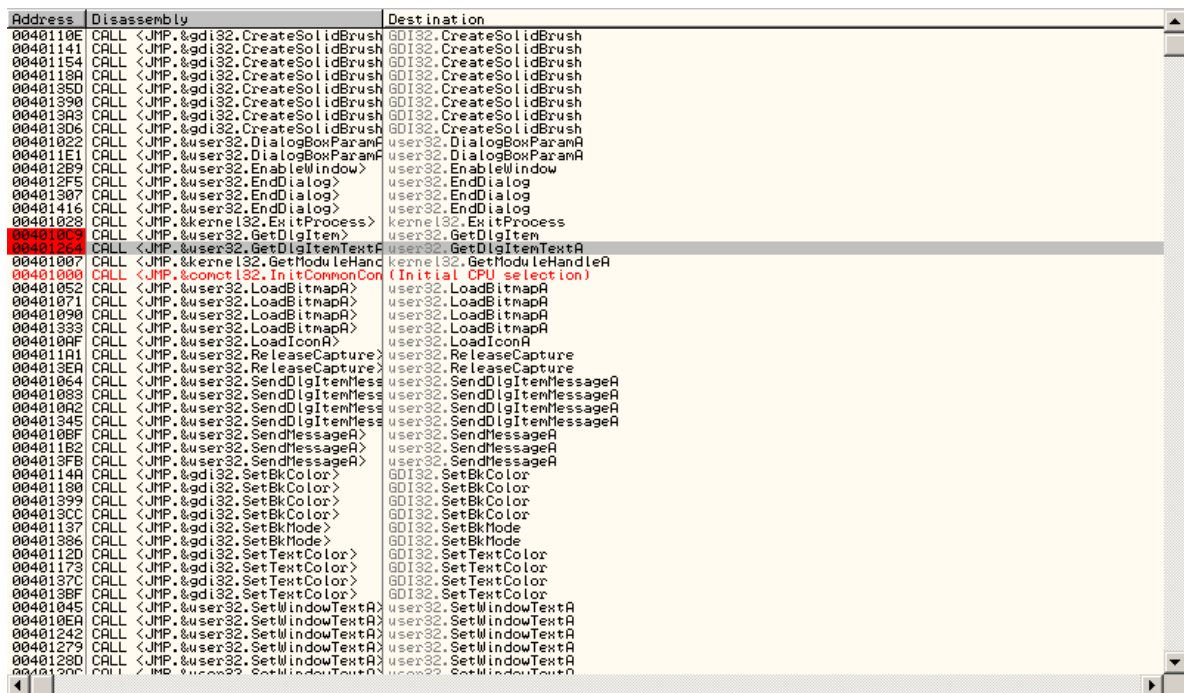 Address Disassembly Destination
0040110E CALL <JMP.&gdi32.CreateSolidBrush GDI32.CreateSolidBrush
00401141 CALL <JMP.&gdi32.CreateSolidBrush GDI32.CreateSolidBrush
00401154 CALL <JMP.&gdi32.CreateSolidBrush GDI32.CreateSolidBrush
0040118A CALL <JMP.&gdi32.CreateSolidBrush GDI32.CreateSolidBrush
0040135D CALL <JMP.&gdi32.CreateSolidBrush GDI32.CreateSolidBrush
00401390 CALL <JMP.&gdi32.CreateSolidBrush GDI32.CreateSolidBrush
004013A3 CALL <JMP.&gdi32.CreateSolidBrush GDI32.CreateSolidBrush
004013D6 CALL <JMP.&gdi32.CreateSolidBrush GDI32.CreateSolidBrush
00401022 CALL <JMP.&user32.DialogBoxParamA user32.DialogBoxParamA
004011E1 CALL <JMP.&user32.DialogBoxParamA user32.DialogBoxParamA
004012B9 CALL <JMP.&user32.EnableWindow> user32.EnableWindow
004012F5 CALL <JMP.&user32.EndDialog> user32.EndDialog
00401307 CALL <JMP.&user32.EndDialog> user32.EndDialog
00401416 CALL <JMP.&user32.EndDialog> user32.EndDialog
00401028 CALL <JMP.&kernel32.ExitProcess> kernel32.ExitProcess
004010C9 CALL <JMP.&user32.GetDlgItem> user32.GetDlgItem
00401264 CALL <JMP.&user32.GetDlgItemTextA user32.GetDlgItemTextA
00401007 CALL <JMP.&kernel32.GetModuleHand kernel32.GetModuleHandleA
00401000 CALL <JMP.&comctl32.InitCommonCon (Initial CPU selection)
00401052 CALL <JMP.&user32.LoadBitmapA> user32.LoadBitmapA
00401071 CALL <JMP.&user32.LoadBitmapA> user32.LoadBitmapA
00401090 CALL <JMP.&user32.LoadBitmapA> user32.LoadBitmapA
00401333 CALL <JMP.&user32.LoadBitmapA> user32.LoadBitmapA
004010AF CALL <JMP.&user32.LoadIconA> user32.LoadIconA
004011A1 CALL <JMP.&user32.ReleaseCapture> user32.ReleaseCapture
004013EA CALL <JMP.&user32.ReleaseCapture> user32.ReleaseCapture
00401064 CALL <JMP.&user32.SendDlgItemMess user32.SendDlgItemMessageA
00401083 CALL <JMP.&user32.SendDlgItemMess user32.SendDlgItemMessageA
004010A2 CALL <JMP.&user32.SendDlgItemMess user32.SendDlgItemMessageA
00401345 CALL <JMP.&user32.SendDlgItemMess user32.SendDlgItemMessageA
004010BF CALL <JMP.&user32.SendMessageA> user32.SendMessageA
004011B2 CALL <JMP.&user32.SendMessageA> user32.SendMessageA
004013FB CALL <JMP.&user32.SendMessageA> user32.SendMessageA
0040114A CALL <JMP.&gdi32.SetBkColor> GDI32.SetBkColor
00401180 CALL <JMP.&gdi32.SetBkColor> GDI32.SetBkColor
00401399 CALL <JMP.&gdi32.SetBkColor> GDI32.SetBkColor
004013CC CALL <JMP.&gdi32.SetBkColor> GDI32.SetBkColor
00401137 CALL <JMP.&gdi32.SetBkMode> GDI32.SetBkMode
00401386 CALL <JMP.&gdi32.SetBkMode> GDI32.SetBkMode
0040112D CALL <JMP.&gdi32.SetTextColor> GDI32.SetTextColor
00401173 CALL <JMP.&gdi32.SetTextColor> GDI32.SetTextColor
0040137C CALL <JMP.&gdi32.SetTextColor> GDI32.SetTextColor
004013BF CALL <JMP.&gdi32.SetTextColor> GDI32.SetTextColor
00401045 CALL <JMP.&user32.SetWindowTextA> user32.SetWindowTextA
004010EA CALL <JMP.&user32.SetWindowTextA> user32.SetWindowTextA
00401242 CALL <JMP.&user32.SetWindowTextA> user32.SetWindowTextA
00401279 CALL <JMP.&user32.SetWindowTextA> user32.SetWindowTextA
0040128D CALL <JMP.&user32.SetWindowTextA> user32.SetWindowTextA